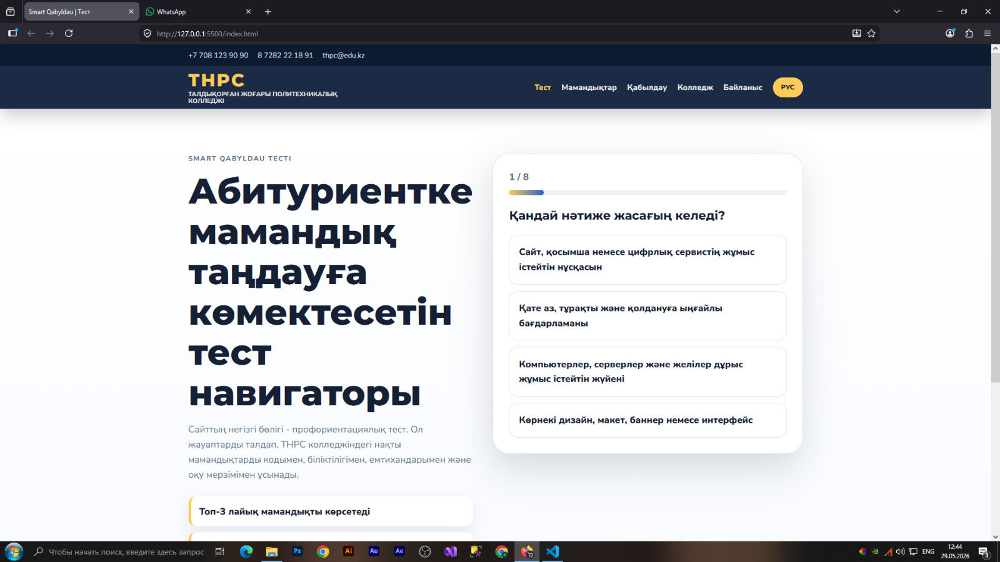 Smart Qabyldau | Тест
WhatsApp
http://127.0.0.1:5500/index.html
+7 708 123 90 90 8 7282 22 18 91 thpc@edu.kz
THPC
ТАЛДЫҚОРҒАН ЖОҒАРЫ ПОЛИТЕХНИКАЛЫҚ
КОЛЛЕДЖІ
Тест Мамандықтар Қабылдау Колледж Байланыс РУС
SMART QABYLDAU ТЕСТІ
Абитуриентке
мамандық
таңдауға
көмектесетін
тест
навигаторы
Сайттың негізгі бөлігі - профориентациялық тест. Ол
жауаптарды талдап, THPC колледжіндегі нақты
мамандықтарды кодымен, біліктілігімен, емтихандарымен және
оқу мерзімімен ұсынады.
Топ-3 лайық мамандықты көрсетеді
1 / 8
Қандай нәтиже жасағың келеді?
Сайт, қосымша немесе цифрлық сервистің жұмыс
істейтін нұсқасын
Қате аз, тұрақты және қолдануға ыңғайлы
бағдарламаны
Компьютерлер, серверлер және желілер дұрыс
жұмыс істейтін жүйені
Көрнекі дизайн, макет, баннер немесе интерфейс
Чтобы начать поиск, введите здесь запрос
Ps
Ai
Au
Ae
ENG
12:44
29.05.2026
3